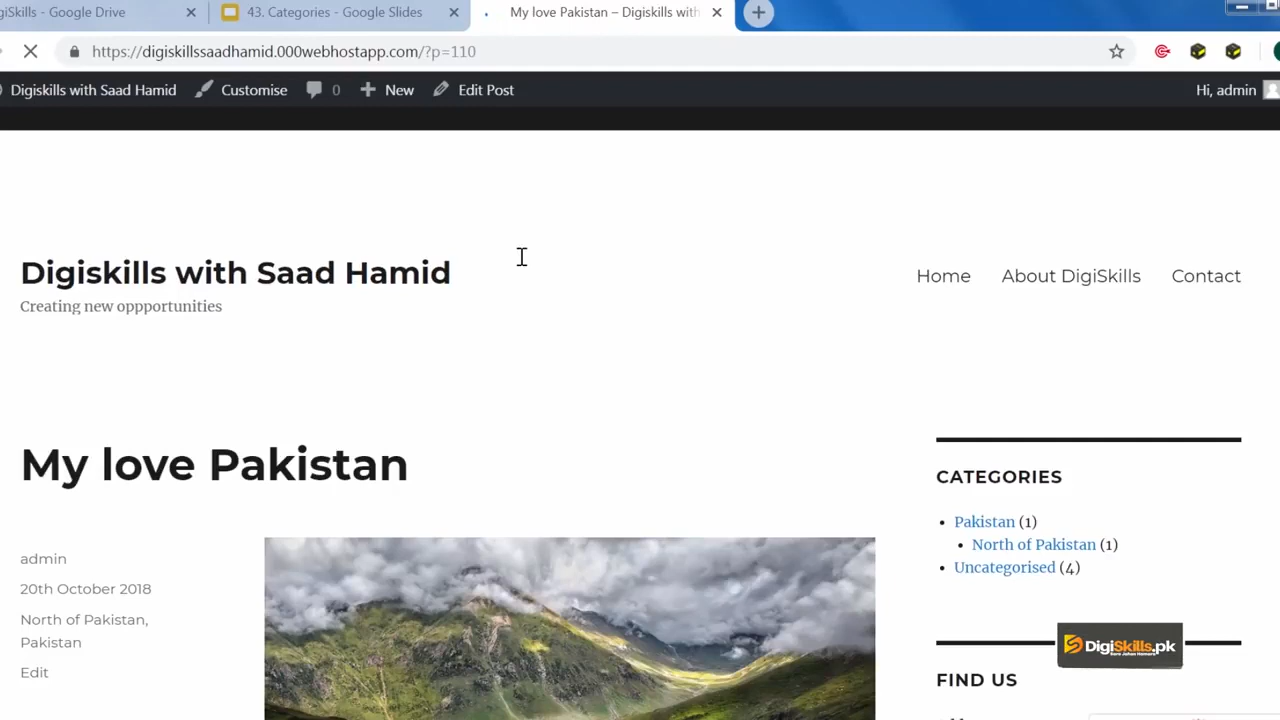 giSkills - Google Drive
43. Categories - Google Slides
My love Pakistan – Digiskills with
https://digiskillssaadhamid.000webhostapp.com/?p=110
Digiskills with Saad Hamid
Customise
0
New
Edit Post
Hi, admin
Digiskills with Saad Hamid
Creating new oppportunities
Home
About DigiSkills
Contact
My love Pakistan
admin
20th October 2018
North of Pakistan,
Pakistan
Edit
CATEGORIES
Pakistan (1)
North of Pakistan (1)
Uncategorised (4)
DigiSkills.pk
FIND US